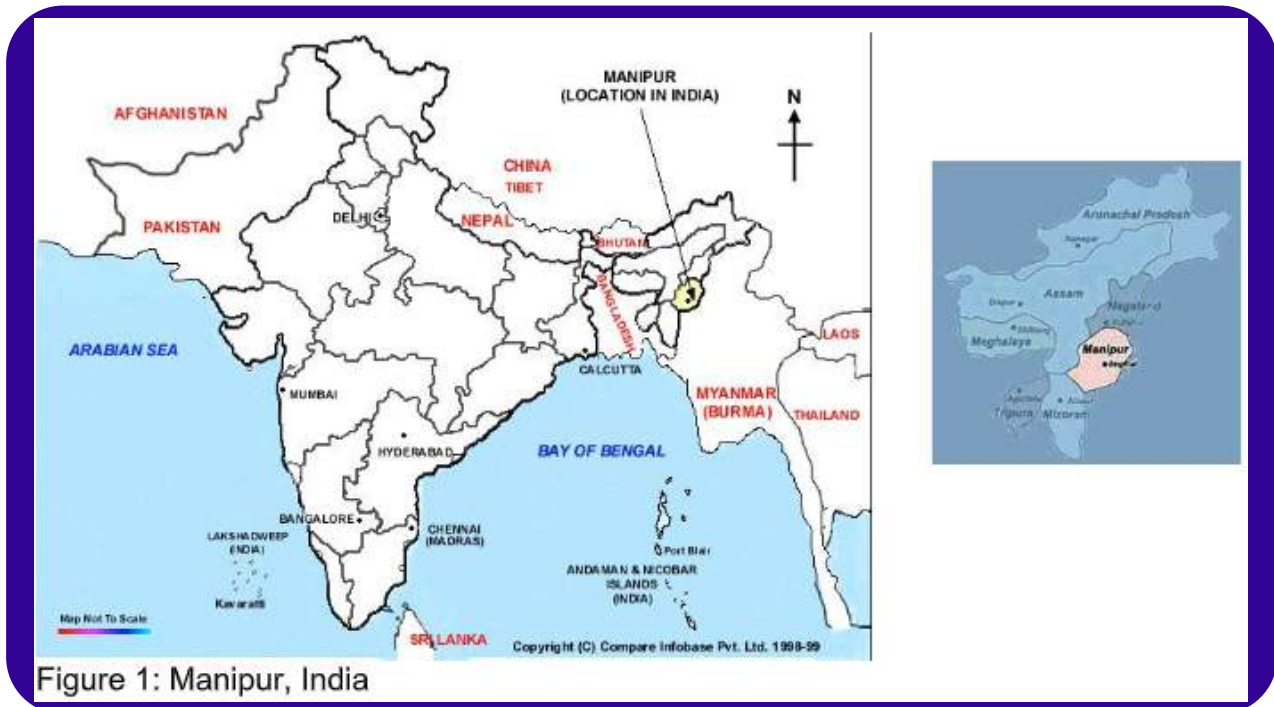 MANIPUR
(LOCATION IN INDIA)
N
AFGHANISTAN
CHINA
TIBET
PAKISTAN
DELHI
NEPAL
BHUTAN
BANGLADESH
ARABIAN SEA
LAOS
CALCUTTA
MUMBAI
MYANMAR
(BURMA)
THAILAND
HYDERABAD
BAY OF BENGAL
BANGALORE
CHENNAI
(MADRAS)
LAKSHADWEEP
(INDIA)
Kavaratti
Port Blair
ANDAMAN & NICOBAR
ISLANDS
(INDIA)
Map Not To Scale
SRI LANKA
Copyright (C) Compare Infobase Pvt. Ltd. 1998-99
Arunachal Pradesh
Assam
Nagaland
Shillong
Meghalaya
Manipur
Tripura
Mizoram
Figure 1: Manipur, India